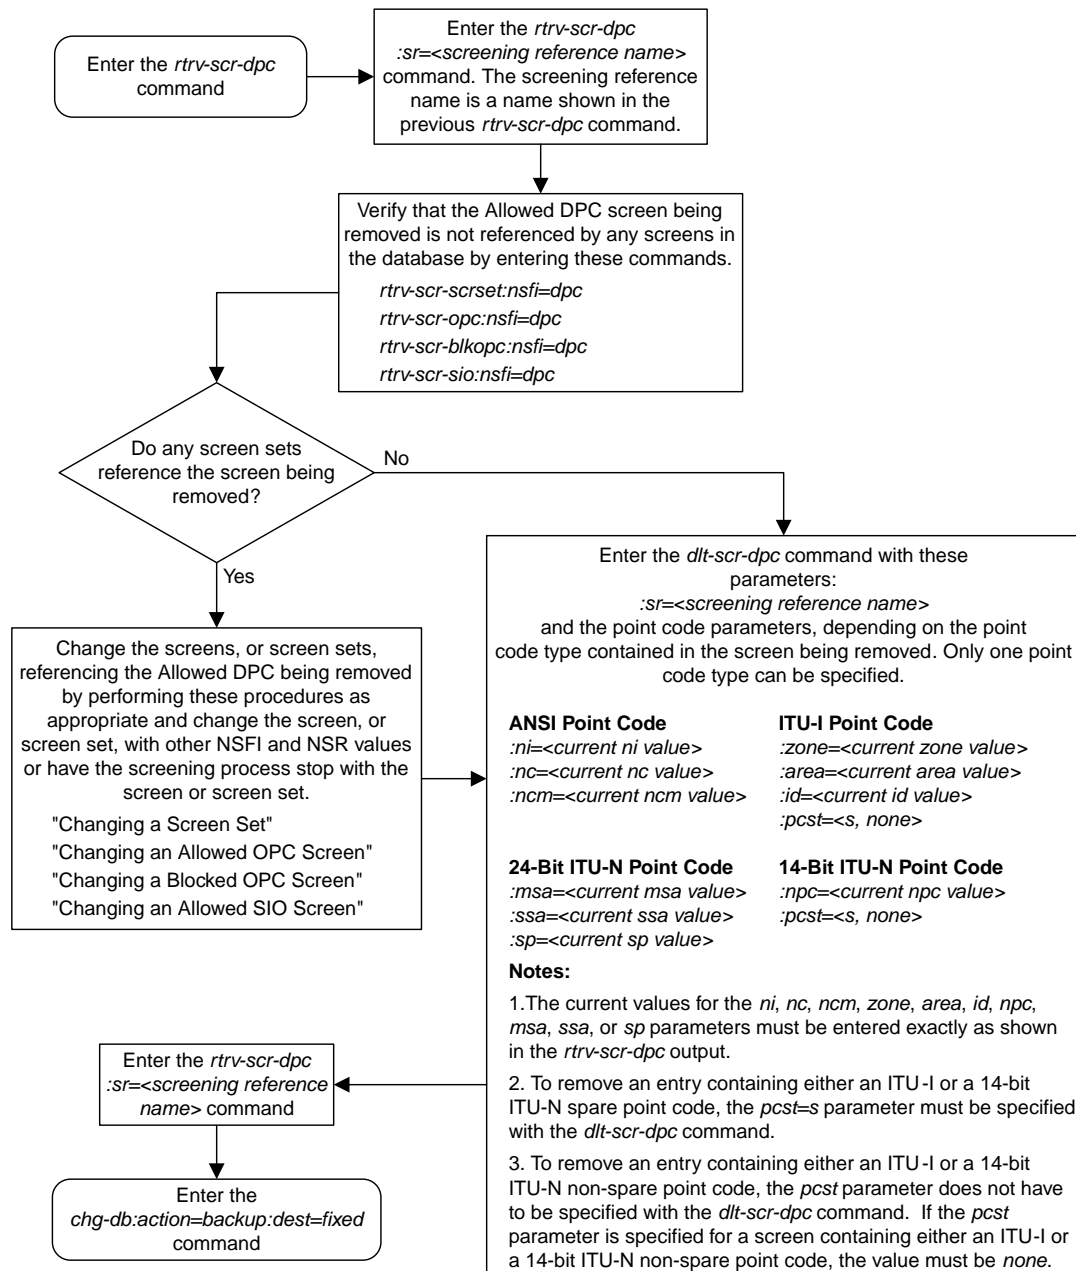 Enter the rtrv-scr-dpc
command
Enter the rtrv-scr-dpc
:sr=<screening reference name>
command. The screening reference
name is a name shown in the
previous rtrv-scr-dpc command.
Verify that the Allowed DPC screen being
removed is not referenced by any screens in
the database by entering these commands.
rtrv-scr-scrset:nsfi=dpc
rtrv-scr-opc:nsfi=dpc
rtrv-scr-blkopc:nsfi=dpc
rtrv-scr-sio:nsfi=dpc
Do any screen sets
reference the screen being
removed?
No
Yes
Change the screens, or screen sets,
referencing the Allowed DPC being removed
by performing these procedures as
appropriate and change the screen, or
screen set, with other NSFI and NSR values
or have the screening process stop with the
screen or screen set.
"Changing a Screen Set"
"Changing an Allowed OPC Screen"
"Changing a Blocked OPC Screen"
"Changing an Allowed SIO Screen"
Enter the dlt-scr-dpc command with these
parameters:
:sr=<screening reference name>
and the point code parameters, depending on the point
code type contained in the screen being removed. Only one point
code type can be specified.
ANSI Point Code
:ni=<current ni value>
:nc=<current nc value>
:ncm=<current ncm value>
ITU-I Point Code
:zone=<current zone value>
:area=<current area value>
:id=<current id value>
:pcst=<s, none>
24-Bit ITU-N Point Code
:msa=<current msa value>
:ssa=<current ssa value>
:sp=<current sp value>
14-Bit ITU-N Point Code
:npc=<current npc value>
:pcst=<s, none>
Notes:
1.The current values for the ni, nc, ncm, zone, area, id, npc,
msa, ssa, or sp parameters must be entered exactly as shown
in the rtrv-scr-dpc output.
2. To remove an entry containing either an ITU-I or a 14-bit
ITU-N spare point code, the pcst=s parameter must be specified
with the dlt-scr-dpc command.
3. To remove an entry containing either an ITU-I or a 14-bit
ITU-N non-spare point code, the pcst parameter does not have
to be specified with the dlt-scr-dpc command. If the pcst
parameter is specified for a screen containing either an ITU-I or
a 14-bit ITU-N non-spare point code, the value must be none.
Enter the rtrv-scr-dpc
:sr=<screening reference
name> command
Enter the
chg-db:action=backup:dest=fixed
command